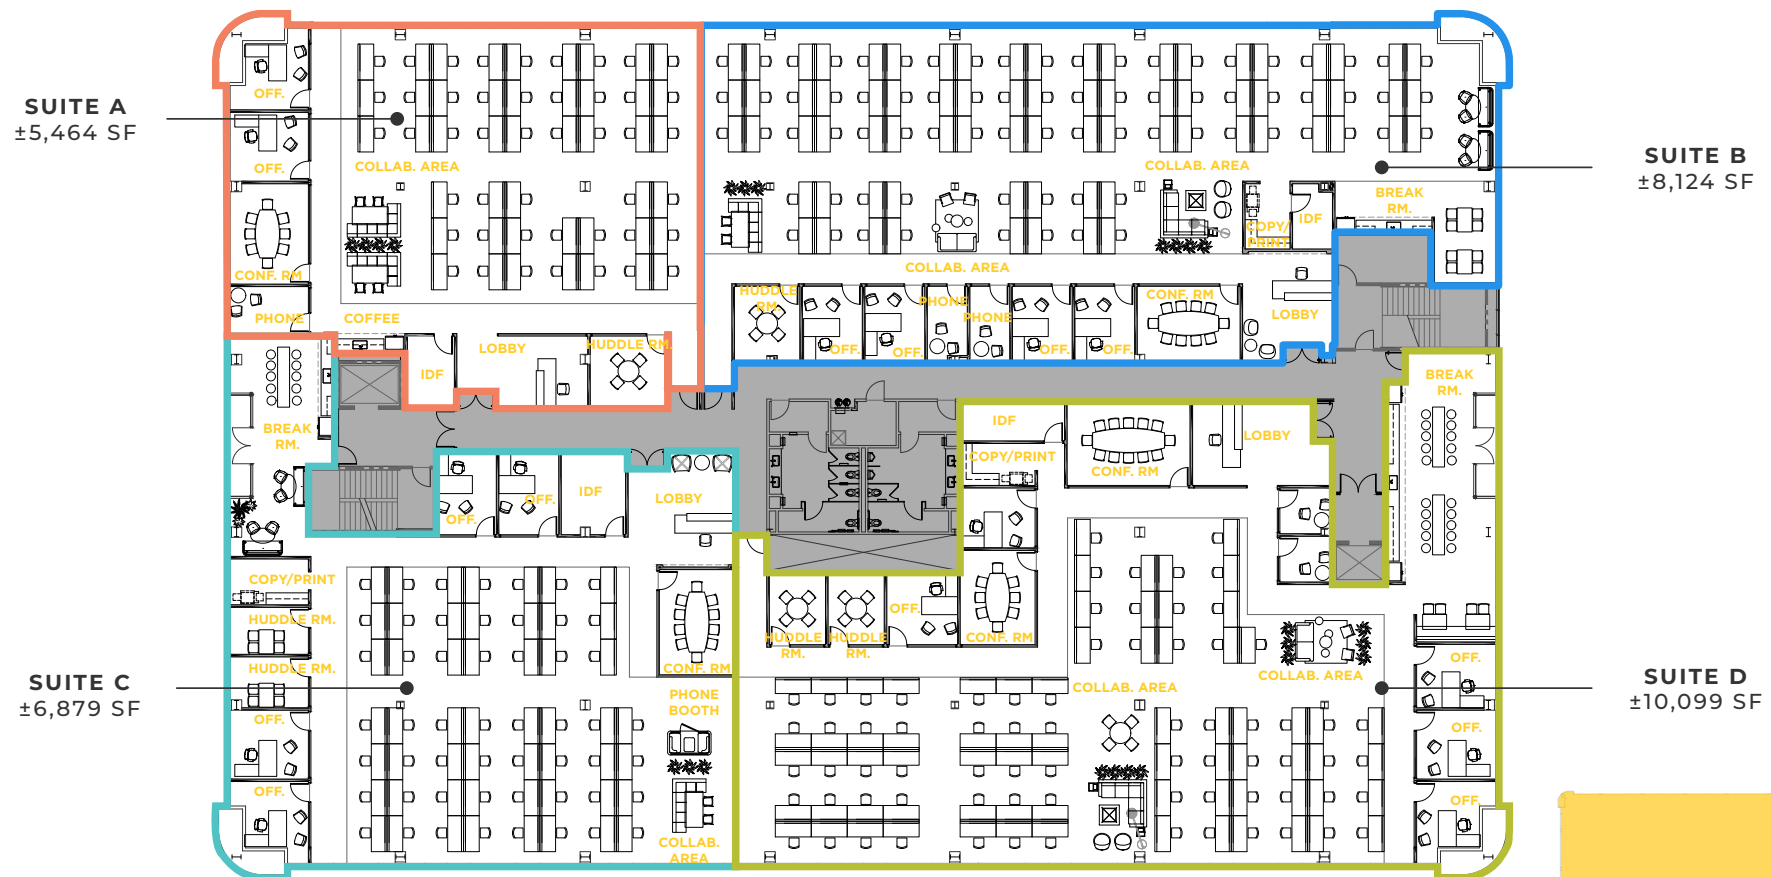 SUITE A
±5,464 SF
OFF.
OFF.
CONF. RM
PHONE
COLLAB. AREA
COFFEE
IDF
LOBBY
HUDDLE RM.
SUITE B
±8,124 SF
COLLAB. AREA
COPY/
PRINT
IDF
BREAK
RM.
COLLAB. AREA
HUDDLE
RM.
OFF.
OFF.
PHONE
PHONE
OFF.
OFF.
CONF. RM
LOBBY
SUITE C
±6,879 SF
BREAK
RM.
OFF.
OFF.
IDF
LOBBY
COPY/PRINT
HUDDLE RM.
HUDDLE RM.
OFF.
OFF.
CONF. RM
PHONE
BOOTH
COLLAB.
AREA
SUITE D
±10,099 SF
IDF
COPY/PRINT
CONF. RM
LOBBY
BREAK
RM.
HUDDLE
RM.
HUDDLE
RM.
OFF.
CONF. RM
COLLAB. AREA
COLLAB. AREA
OFF.
OFF.
OFF.